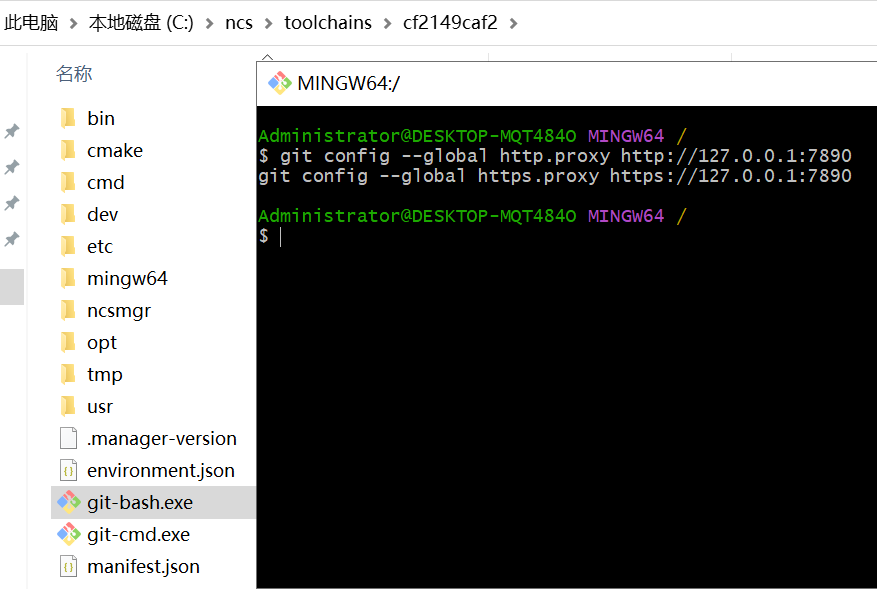 此电脑 > 本地磁盘 (C:) > ncs > toolchains > cf2149caf2 >
名称
bin
cmake
cmd
dev
etc
mingw64
ncsmgr
opt
tmp
usr
.manager-version
environment.json
git-bash.exe
git-cmd.exe
manifest.json
MINGW64:/
Administrator@DESKTOP-MQT484O MINGW64 /
$ git config --global http.proxy http://127.0.0.1:7890
git config --global https.proxy https://127.0.0.1:7890
Administrator@DESKTOP-MQT484O MINGW64 /
$